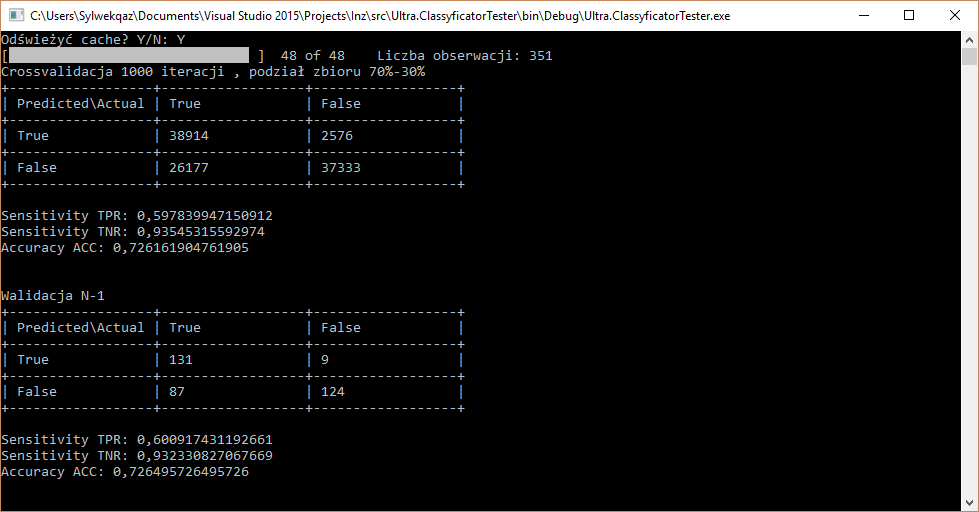 C:\Users\Sylwekqaz\Documents\Visual Studio 2015\Projects\Inz\src\Ultra.ClassyficatorTester\bin\Debug\Ultra.ClassyficatorTester.exe
Odświeżyć cache? Y/N: Y
[ ] 48 of 48 Liczba obserwacji: 351
Crossvalidacja 1000 iteracji , podział zbioru 70%-30%
+------------------+------------------+------------------+
| Predicted\Actual | True | False |
+------------------+------------------+------------------+
| True | 38914 | 2576 |
+------------------+------------------+------------------+
| False | 26177 | 37333 |
+------------------+------------------+------------------+
Sensitivity TPR: 0,597839947150912
Sensitivity TNR: 0,93545315592974
Accuracy ACC: 0,726161904761905
Walidacja N-1
+------------------+------------------+------------------+
| Predicted\Actual | True | False |
+------------------+------------------+------------------+
| True | 131 | 9 |
+------------------+------------------+------------------+
| False | 87 | 124 |
+------------------+------------------+------------------+
Sensitivity TPR: 0,600917431192661
Sensitivity TNR: 0,932330827067669
Accuracy ACC: 0,726495726495726